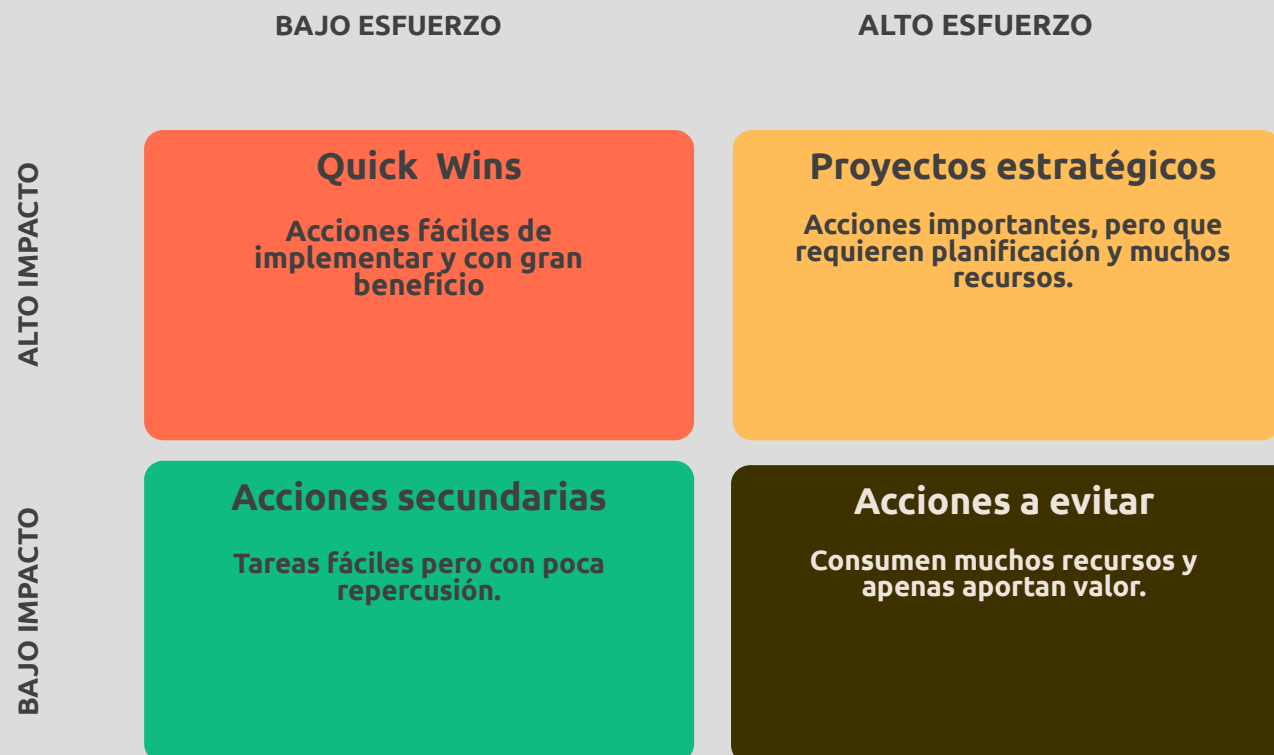 BAJO ESFUERZO
ALTO ESFUERZO
ALTO IMPACTO
Quick Wins
Acciones fáciles de
implementar y con gran
beneficio
Proyectos estratégicos
Acciones importantes, pero que
requieren planificación y muchos
recursos.
BAJO IMPACTO
Acciones secundarias
Tareas fáciles pero con poca
repercusión.
Acciones a evitar
Consumen muchos recursos y
apenas aportan valor.